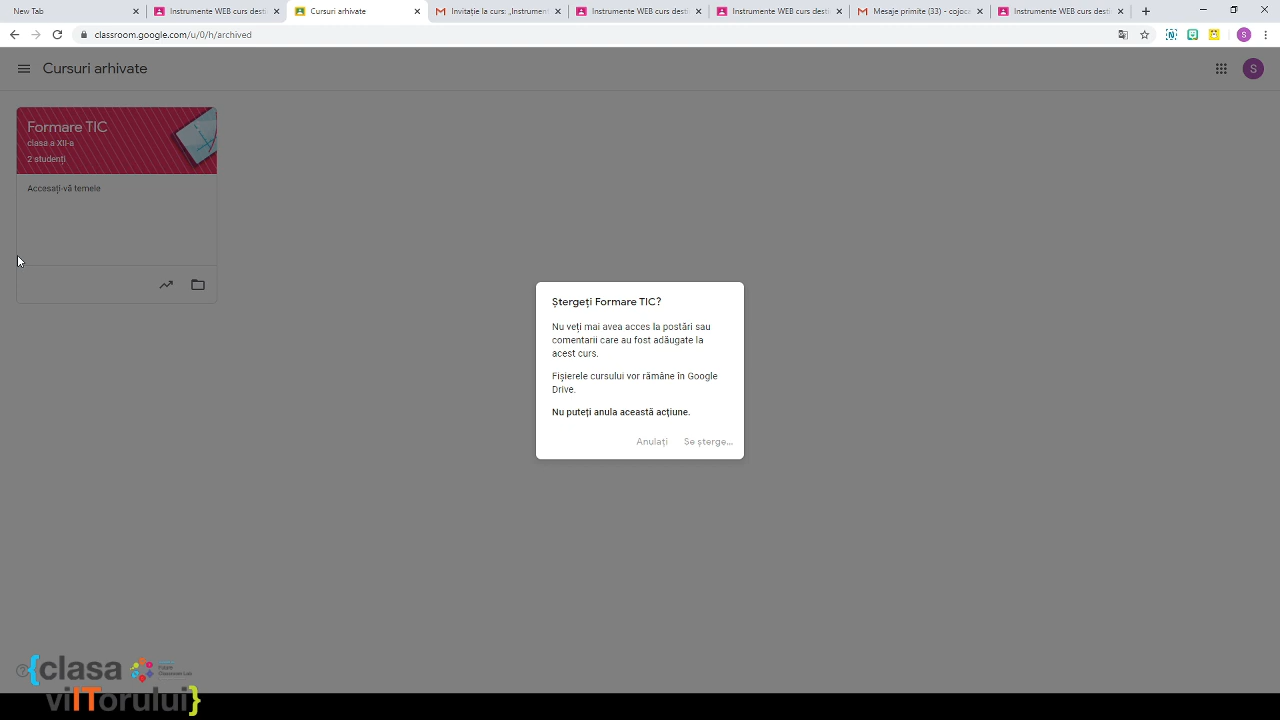 New Tab
Instrumente WEB curs desti
Cursuri arhivate
Invitație la curs: „Instrument
Instrumente WEB curs desti
Instrumente WEB curs desti
Mesaje primite (33) - cojoc
Instrumente WEB curs desti
classroom.google.com/u/0/h/archived
S
Cursuri arhivate
S
Formare TIC
clasa a XII-a
2 studenți
Accesați-vă temele
Ștergeți Formare TIC?
Nu veți mai avea acces la postări sau
comentarii care au fost adăugate la
acest curs.
Fișierele cursului vor rămâne în Google
Drive.
Nu puteți anula această acțiune.
Anulați Se șterge...
{clasa
viITorului}
Future
Classroom Lab